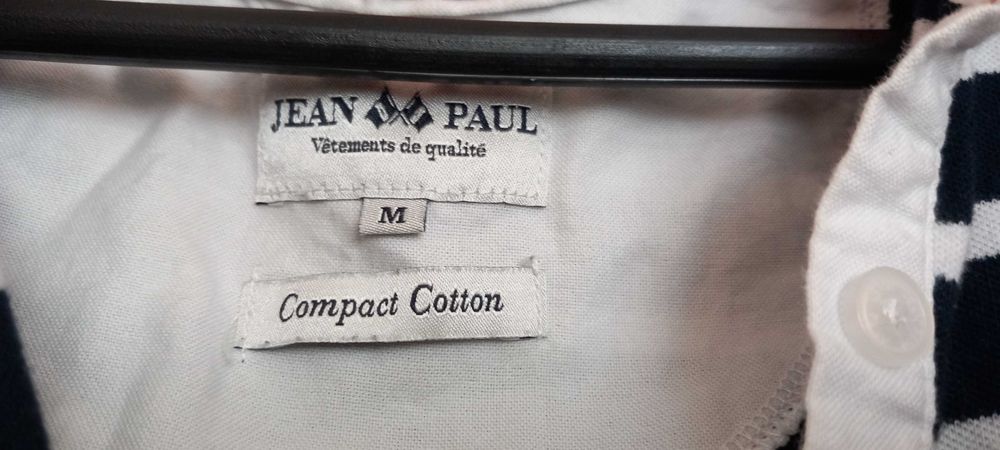 JEAN PAUL
Vêtements de qualité
M
Compact Cotton